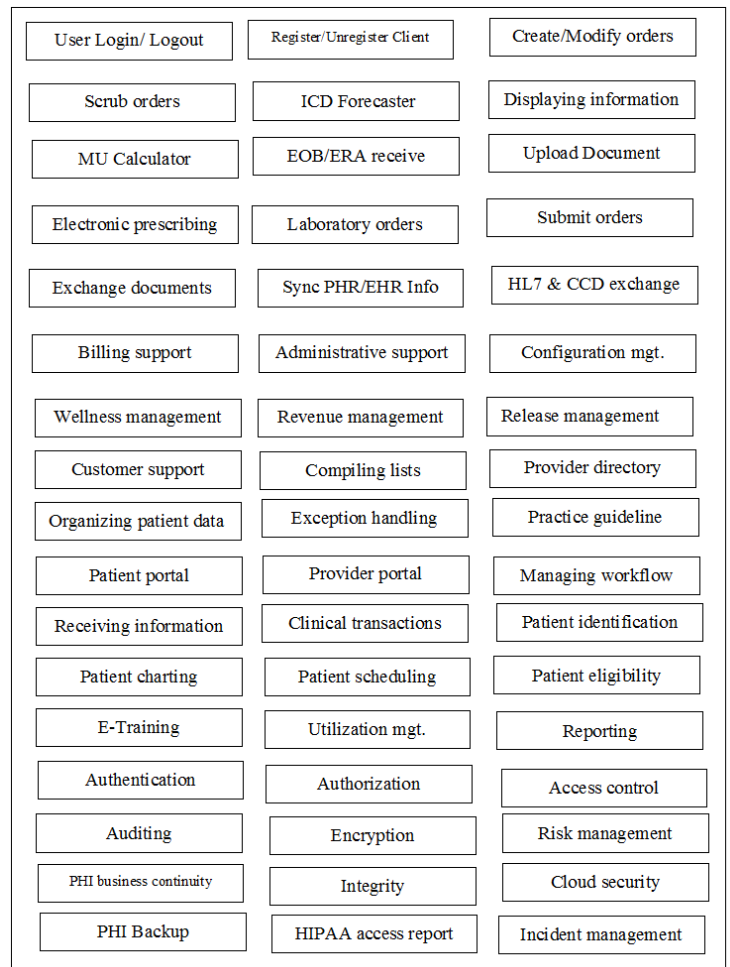 User Login/ Logout
Register/Unregister Client
Create/Modify orders
Scrub orders
ICD Forecaster
Displaying information
MU Calculator
EOB/ERA receive
Upload Document
Electronic prescribing
Laboratory orders
Submit orders
Exchange documents
Sync PHR/EHR Info
HL7 & CCD exchange
Billing support
Administrative support
Configuration mgt.
Wellness management
Revenue management
Release management
Customer support
Compiling lists
Provider directory
Organizing patient data
Exception handling
Practice guideline
Patient portal
Provider portal
Managing workflow
Receiving information
Clinical transactions
Patient identification
Patient charting
Patient scheduling
Patient eligibility
E-Training
Utilization mgt.
Reporting
Authentication
Authorization
Access control
Auditing
Encryption
Risk management
PHI business continuity
Integrity
Cloud security
PHI Backup
HIPAA access report
Incident management